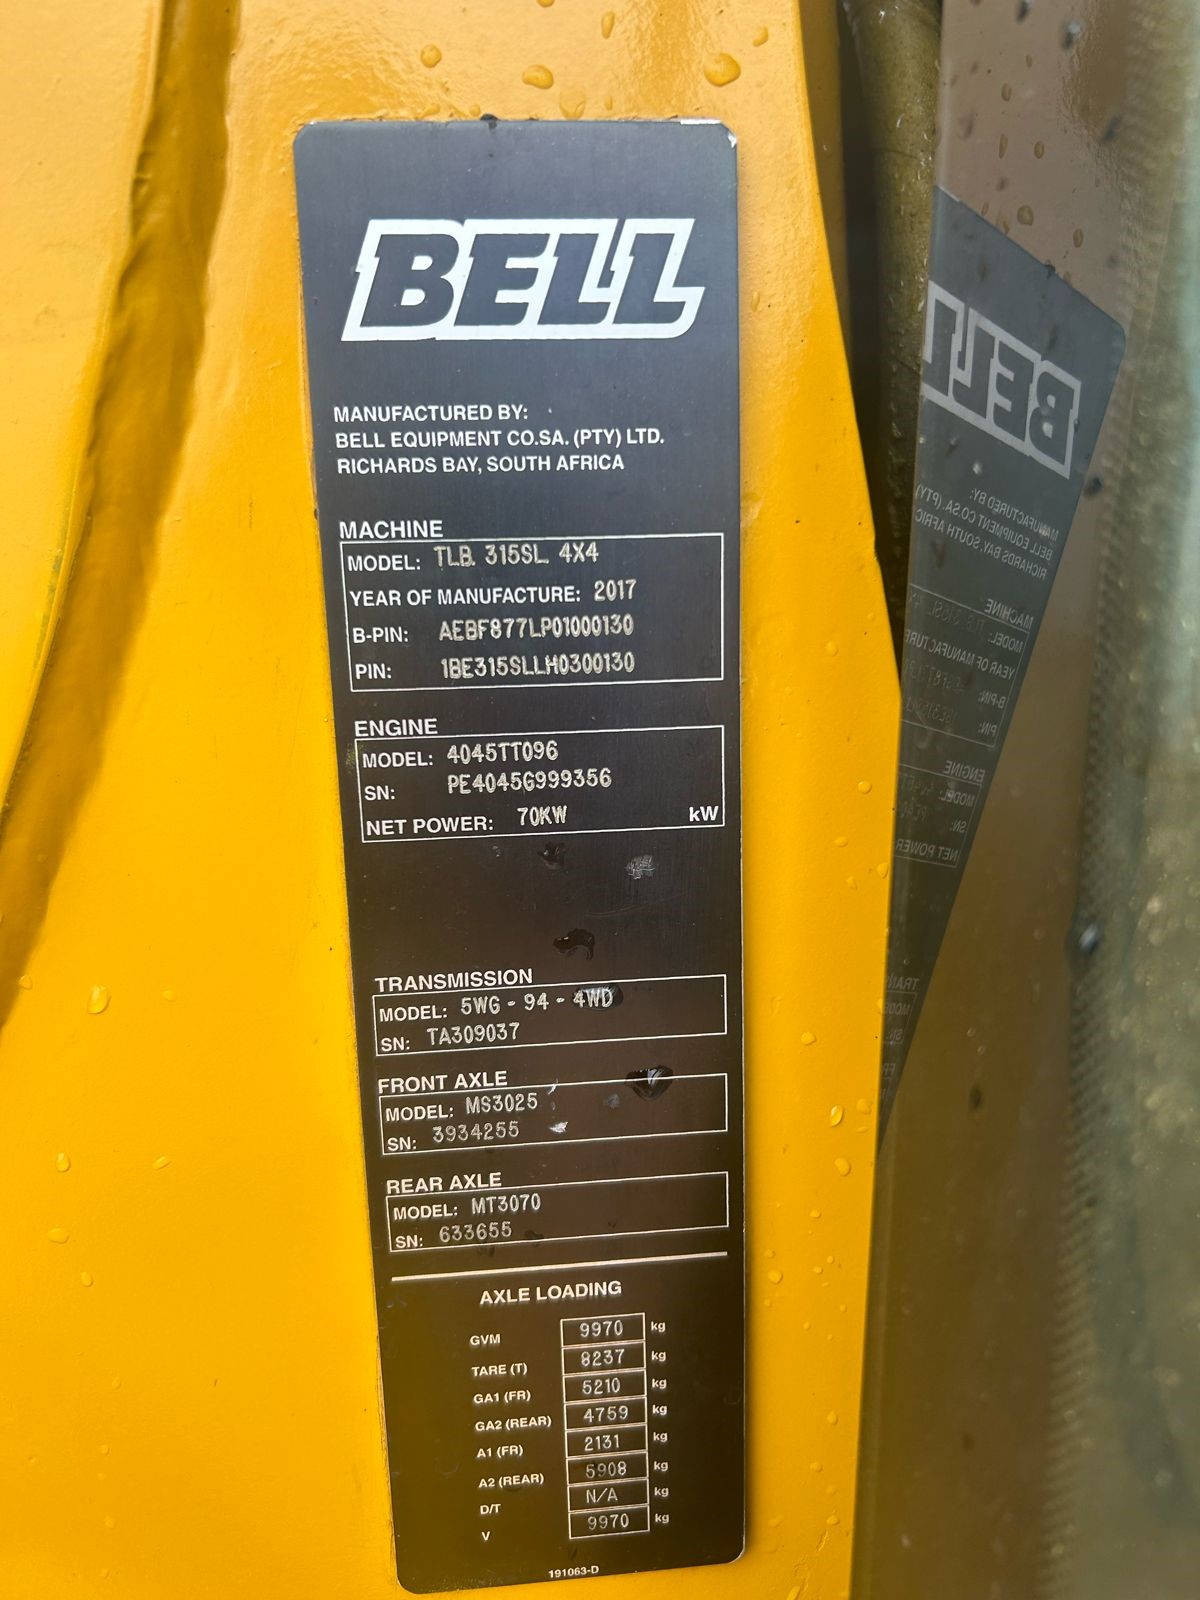 BELL
MANUFACTURED BY:
BELL EQUIPMENT CO.SA. (PTY) LTD.
RICHARDS BAY, SOUTH AFRICA
MACHINE
MODEL: TLB 315SL 4X4
YEAR OF MANUFACTURE: 2017
B-PIN: AEBF877LP01000130
PIN: 1BE315SLLH0300130
ENGINE
MODEL: 4045TT096
SN: PE4045G999356
NET POWER: 70KW kW
TRANSMISSION
MODEL: 5WG - 94 - 4WD
SN: TA309037
FRONT AXLE
MODEL: MS3025
SN: 3934255
REAR AXLE
MODEL: MT3070
SN: 633655
AXLE LOADING
GVM 9970 kg
TARE (T) 8237 kg
GA1 (FR) 5210 kg
GA2 (REAR) 4759 kg
A1 (FR) 2131 kg
A2 (REAR) 5908 kg
D/T N/A kg
V 9970 kg
191063-D